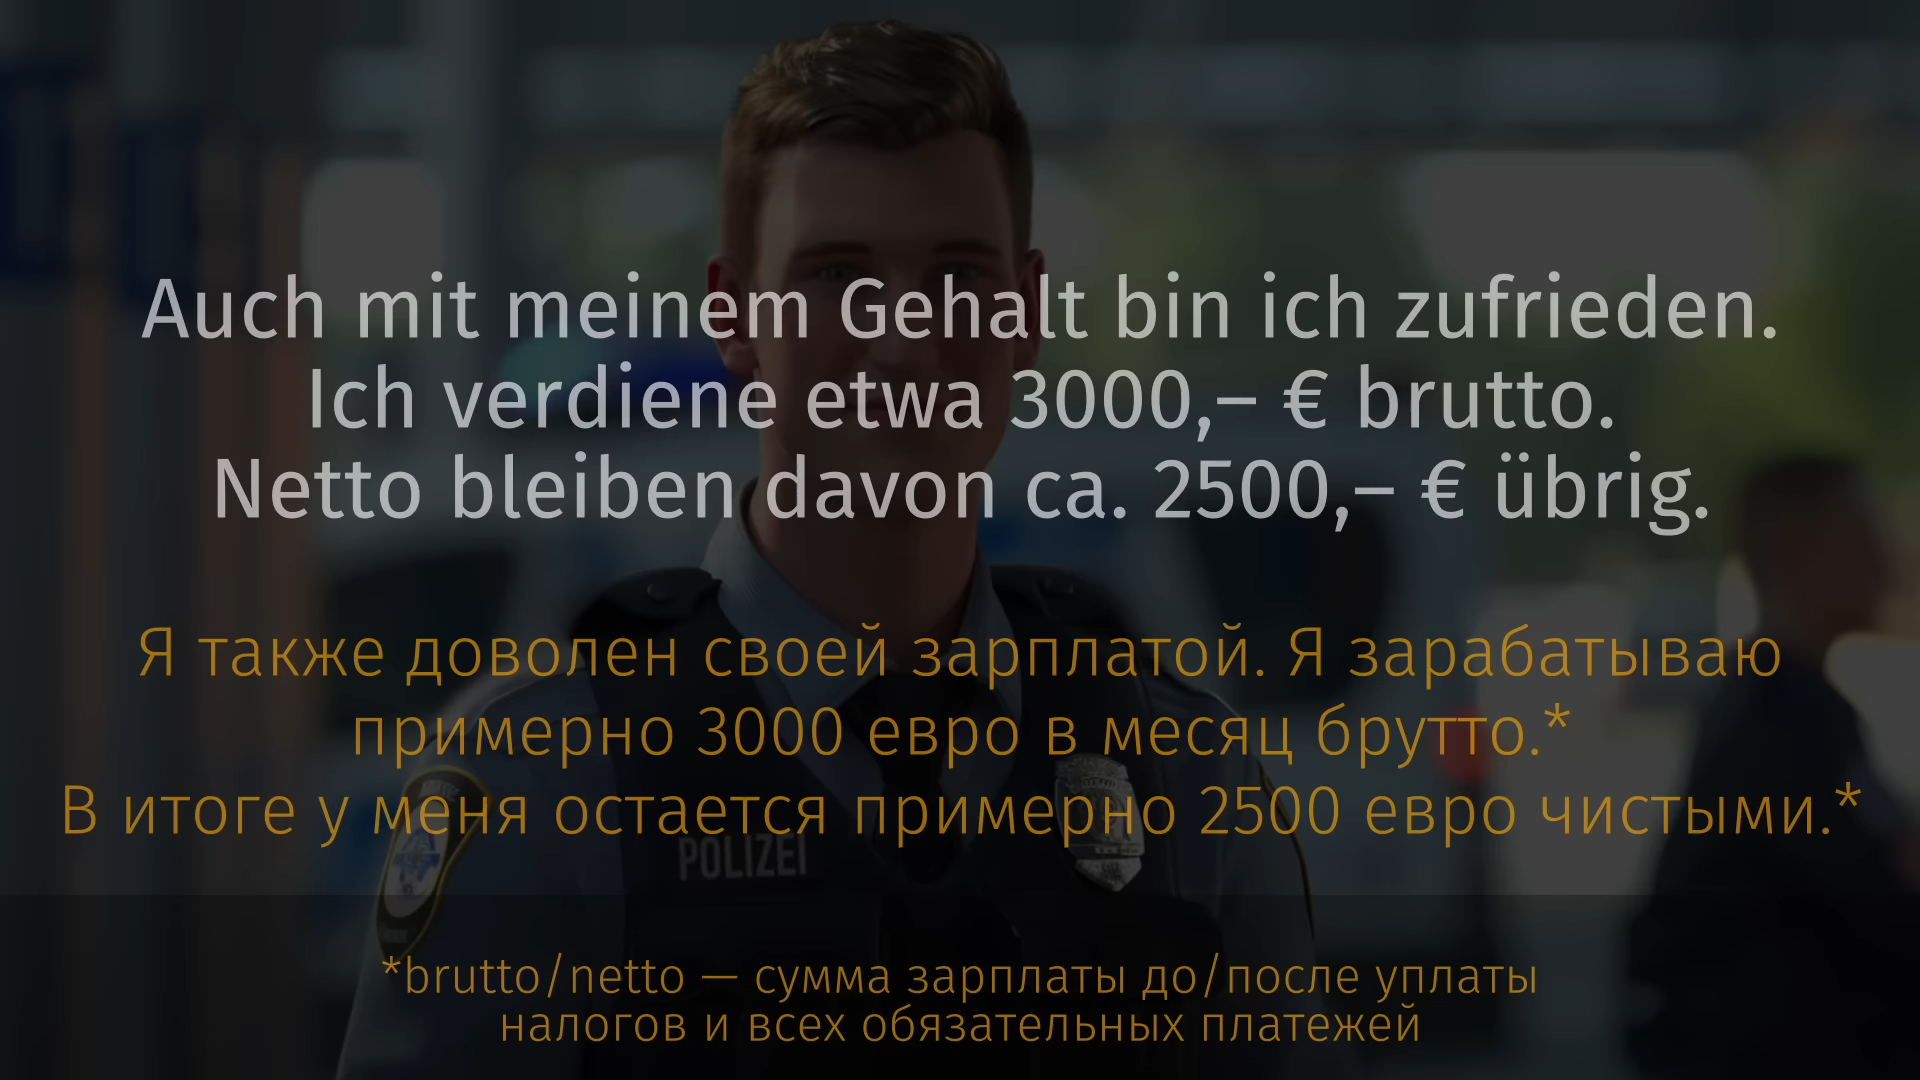 Auch mit meinem Gehalt bin ich zufrieden.
Ich verdiene etwa 3000,– € brutto.
Netto bleiben davon ca. 2500,– € übrig.
Я также доволен своей зарплатой. Я зарабатываю
примерно 3000 евро в месяц брутто.*
В итоге у меня остается примерно 2500 евро чистыми.*
POLIZEI
*brutto/netto — сумма зарплаты до/после уплаты
налогов и всех обязательных платежей